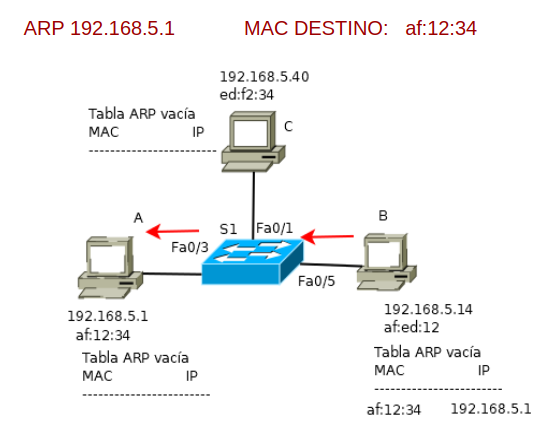 ARP 192.168.5.1 MAC DESTINO: af:12:34
192.168.5.40
ed:f2:34
Tabla ARP vacía
MAC IP
C
A
B
S1
Fa0/1
Fa0/3
Fa0/5
192.168.5.1
af:12:34
Tabla ARP vacía
MAC IP
192.168.5.14
af:ed:12
Tabla ARP vacía
MAC IP
af:12:34 192.168.5.1